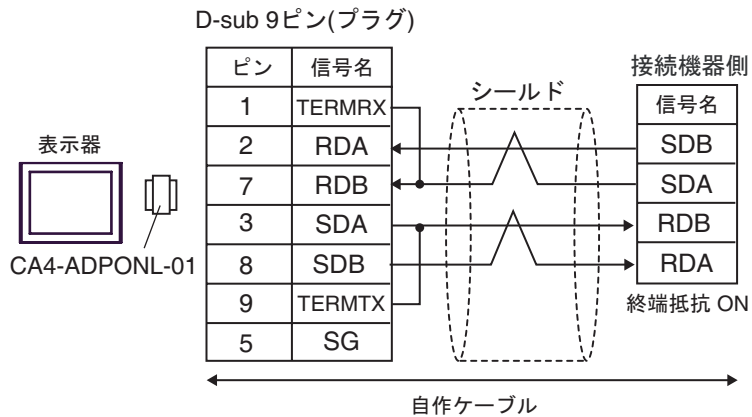 D-sub 9ピン(プラグ)
ピン 信号名
1 TERMRX
2 RDA
7 RDB
3 SDA
8 SDB
9 TERMTX
5 SG
表示器
CA4-ADPONL-01
シールド
接続機器側
信号名
SDB
SDA
RDB
RDA
終端抵抗 ON
自作ケーブル